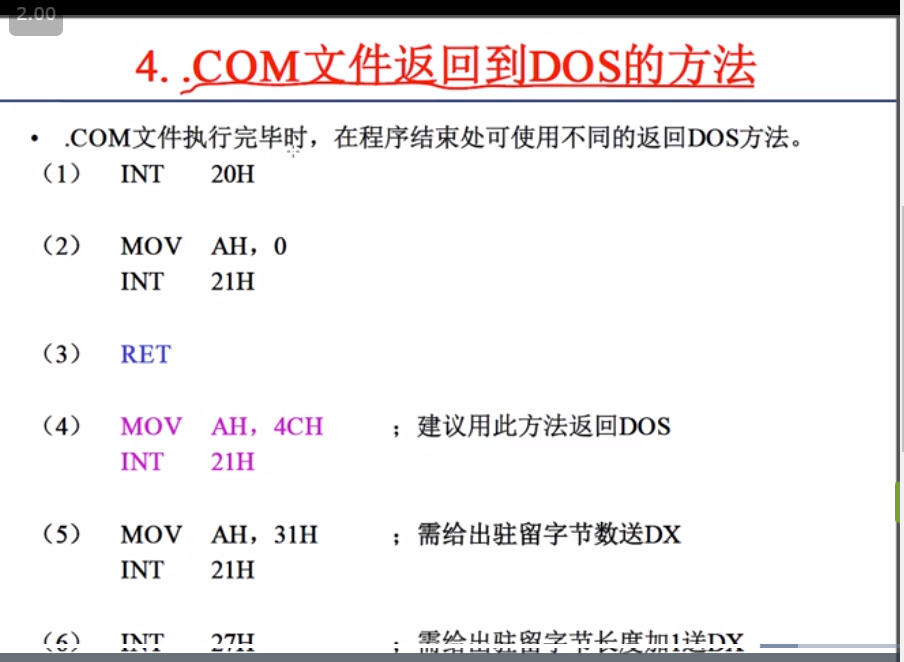 2.00
4. .COM文件返回到DOS的方法
• .COM文件执行完毕时，在程序结束处可使用不同的返回DOS方法。
（1） INT 20H
（2） MOV AH，0
INT 21H
（3） RET
（4） MOV AH，4CH ；建议用此方法返回DOS
INT 21H
（5） MOV AH，31H ；需给出驻留字节数送DX
INT 21H
（6） INT 27H ；需给出驻留字节长度加1送DX